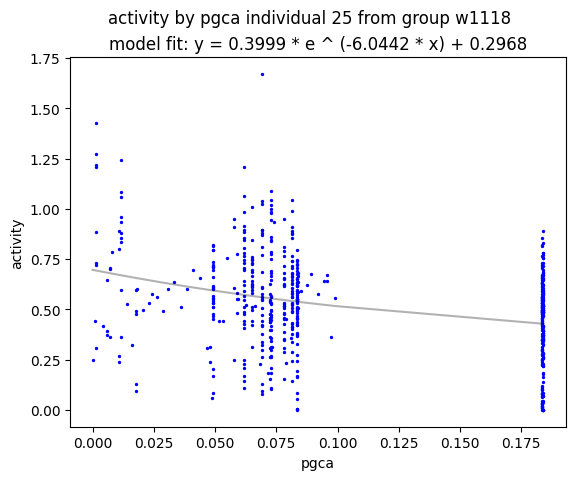 activity by pgca individual 25 from group w1118
model fit: y = 0.3999 * e ^ (-6.0442 * x) + 0.2968
1.75
1.50
1.25
1.00
0.75
0.50
0.25
0.00
activity
0.000 0.025 0.050 0.075 0.100 0.125 0.150 0.175
pgca